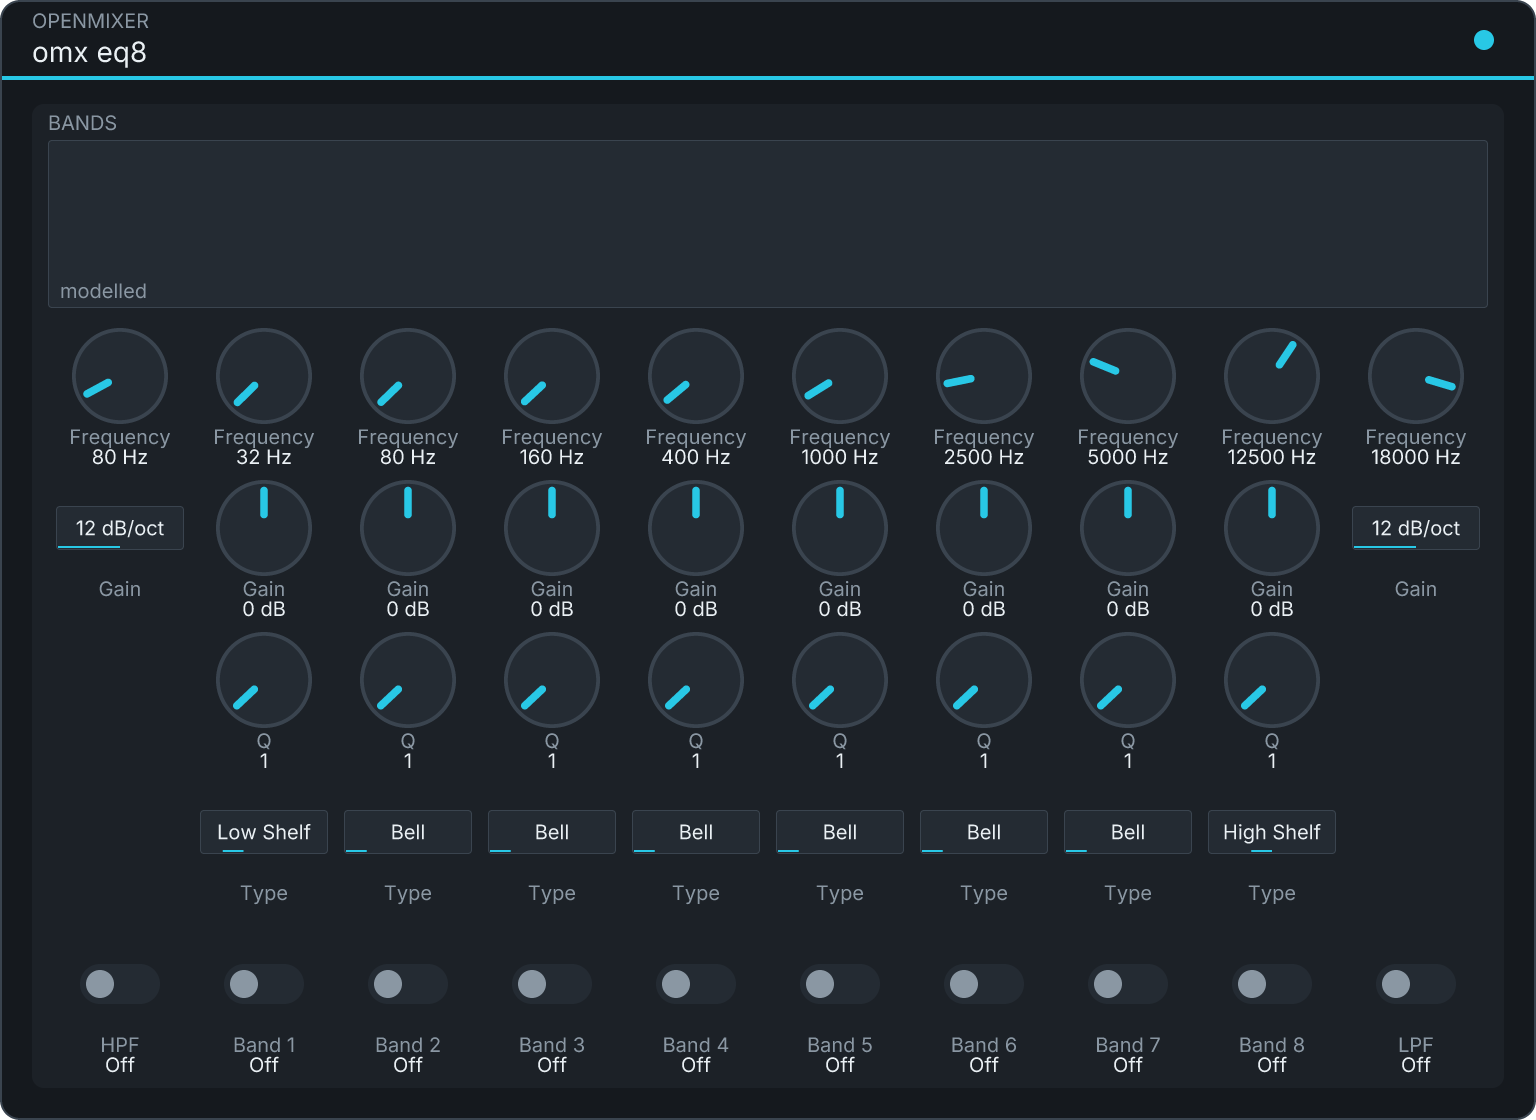 OPENMIXER
omx eq8
BANDS
modelled
Frequency Frequency Frequency Frequency Frequency Frequency Frequency Frequency Frequency Frequency
80 Hz 32 Hz 80 Hz 160 Hz 400 Hz 1000 Hz 2500 Hz 5000 Hz 12500 Hz 18000 Hz
12 dB/oct 12 dB/oct
Gain Gain Gain Gain Gain Gain Gain Gain Gain Gain
0 dB 0 dB 0 dB 0 dB 0 dB 0 dB 0 dB 0 dB
Q Q Q Q Q Q Q Q
1 1 1 1 1 1 1 1
Low Shelf Bell Bell Bell Bell Bell Bell High Shelf
Type Type Type Type Type Type Type Type
HPF Band 1 Band 2 Band 3 Band 4 Band 5 Band 6 Band 7 Band 8 LPF
Off Off Off Off Off Off Off Off Off Off